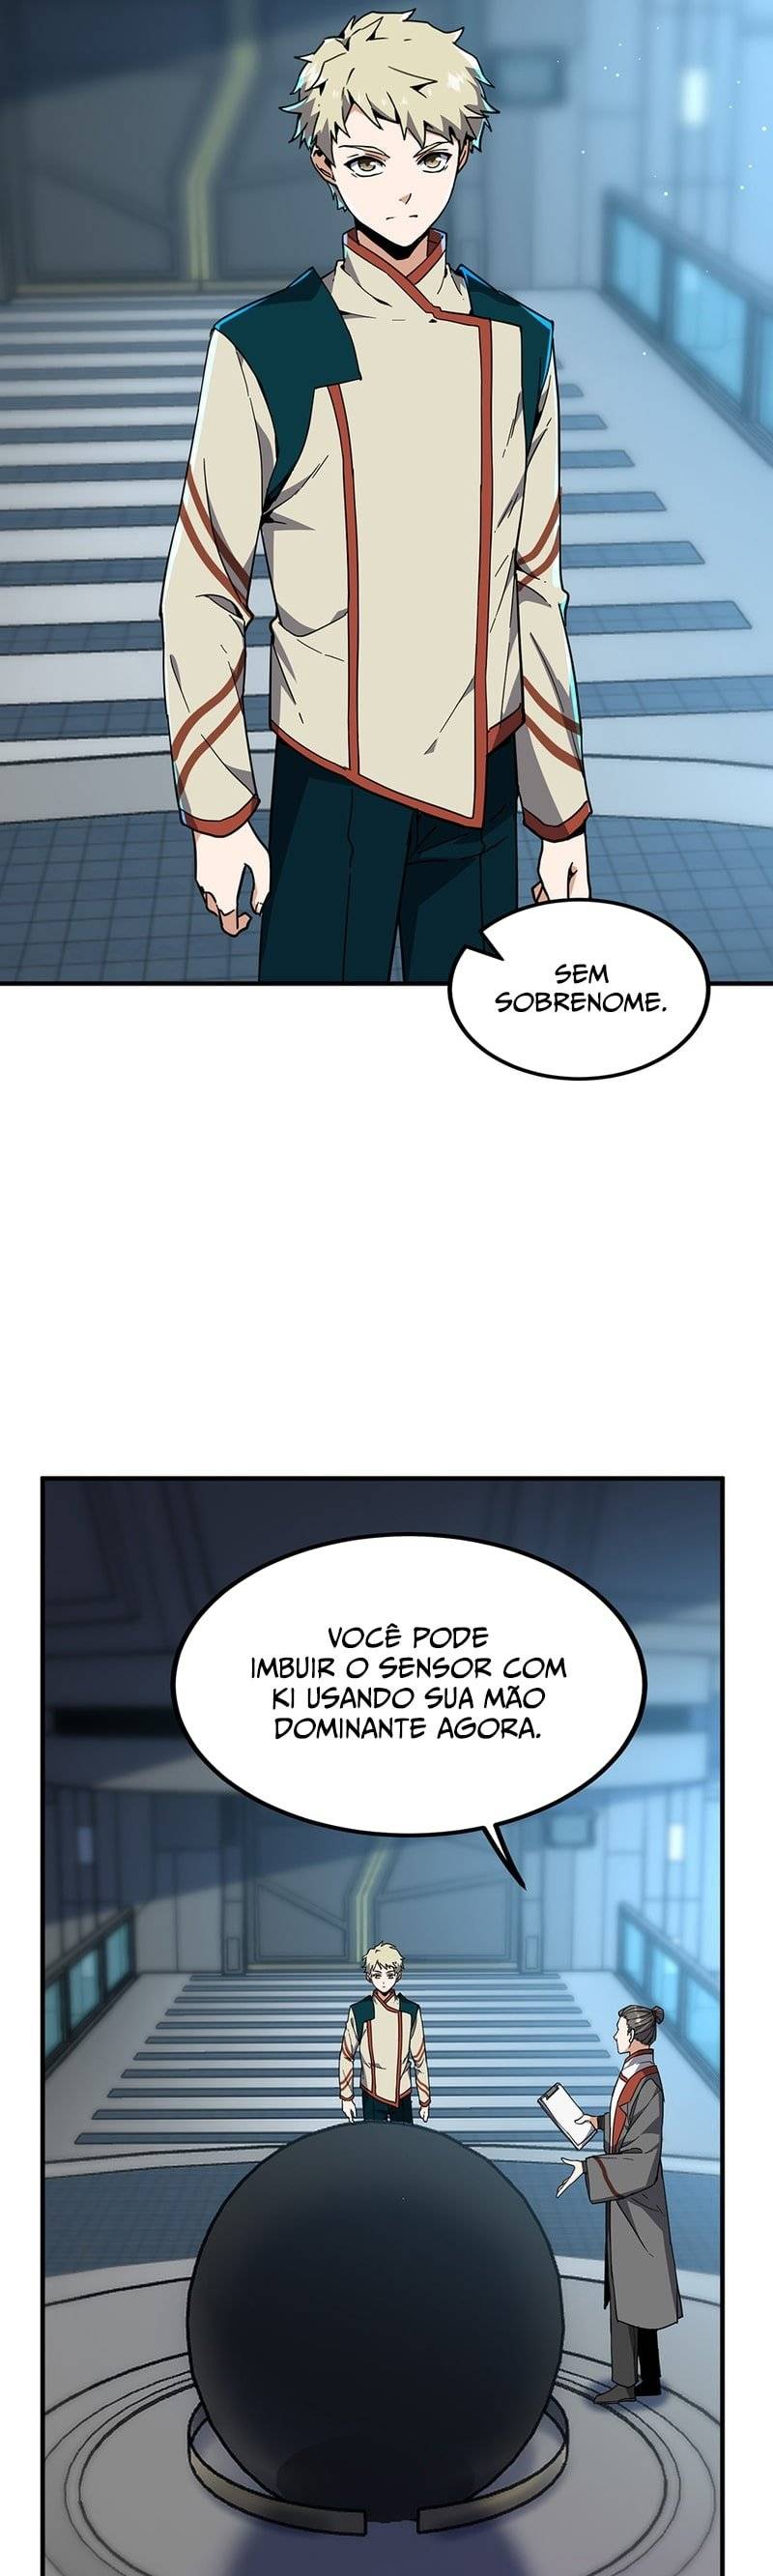 SEM
SOBRENOME.
VOCÊ PODE
IMBUIR O SENSOR COM
KI USANDO SUA MÃO
DOMINANTE AGORA.